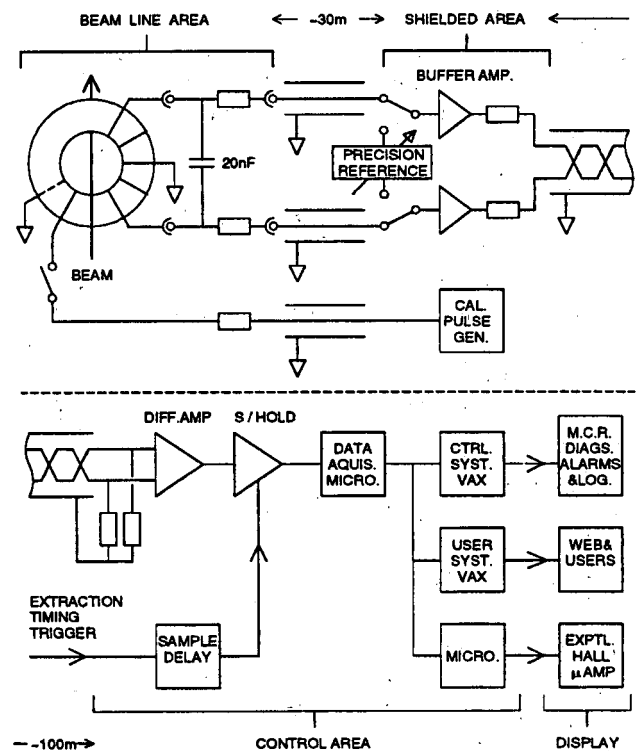 BEAM LINE AREA
~30m
SHIELDED AREA
BUFFER AMP.
20nF
PRECISION
REFERENCE
BEAM
CAL.
PULSE
GEN.
DIFF.AMP
S / HOLD
DATA
AQUIS.
MICRO.
CTRL.
SYST.
VAX
M.C.R.
DIAGS.
ALARMS
&LOG.
USER
SYST.
VAX
WEB&
USERS
EXTRACTION
TIMING
TRIGGER
SAMPLE
DELAY
MICRO.
EXPTL.
HALL
µAMP
~100m
CONTROL AREA
DISPLAY